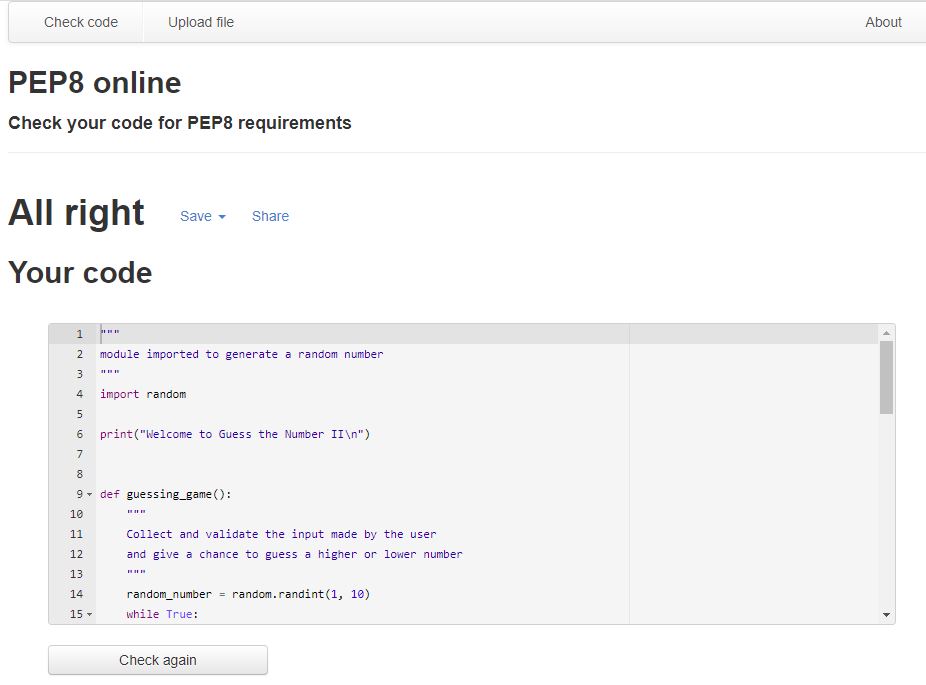 Check code Upload file About
PEP8 online
Check your code for PEP8 requirements
All right Save Share
Your code
1 """
2 module imported to generate a random number
3 """
4 import random
5
6 print("Welcome to Guess the Number II\n")
7
8
9 def guessing_game():
10     """
11     Collect and validate the input made by the user
12     and give a chance to guess a higher or lower number
13     """
14     random_number = random.randint(1, 10)
15     while True:
Check again